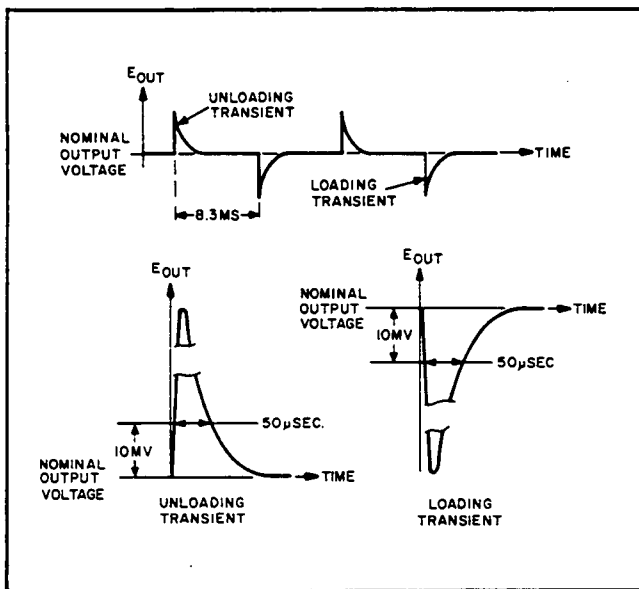 EOUT
UNLOADING
TRANSIENT
NOMINAL
OUTPUT
VOLTAGE
TIME
LOADING
TRANSIENT
8.3MS
EOUT
10MV
50µSEC.
NOMINAL
OUTPUT
VOLTAGE
TIME
UNLOADING
TRANSIENT
EOUT
NOMINAL
OUTPUT
VOLTAGE
TIME
10MV
50µSEC
LOADING
TRANSIENT